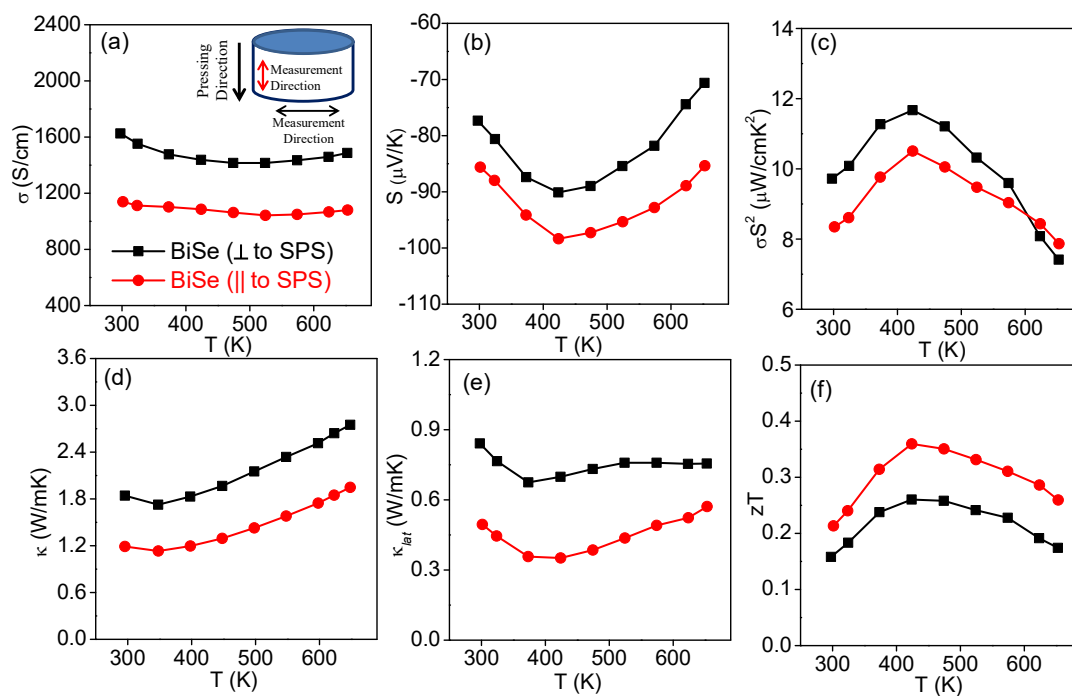 (a)
2400
2000
1600
1200
800
400
σ (S/cm)
Pressing
Direction
Measurement
Direction
Measurement
Direction
BiSe (⊥ to SPS)
BiSe (|| to SPS)
300 400 500 600
T (K)
(b)
-60
-70
-80
-90
-100
-110
S (μV/K)
300 400 500 600
T (K)
(c)
14
12
10
8
6
σS² (μW/cmK²)
300 400 500 600
T (K)
(d)
3.6
3.0
2.4
1.8
1.2
0.6
0.0
κ (W/mK)
300 400 500 600
T (K)
(e)
1.2
0.9
0.6
0.3
0.0
κlat (W/mK)
300 400 500 600
T (K)
(f)
0.5
0.4
0.3
0.2
0.1
0.0
zT
300 400 500 600
T (K)